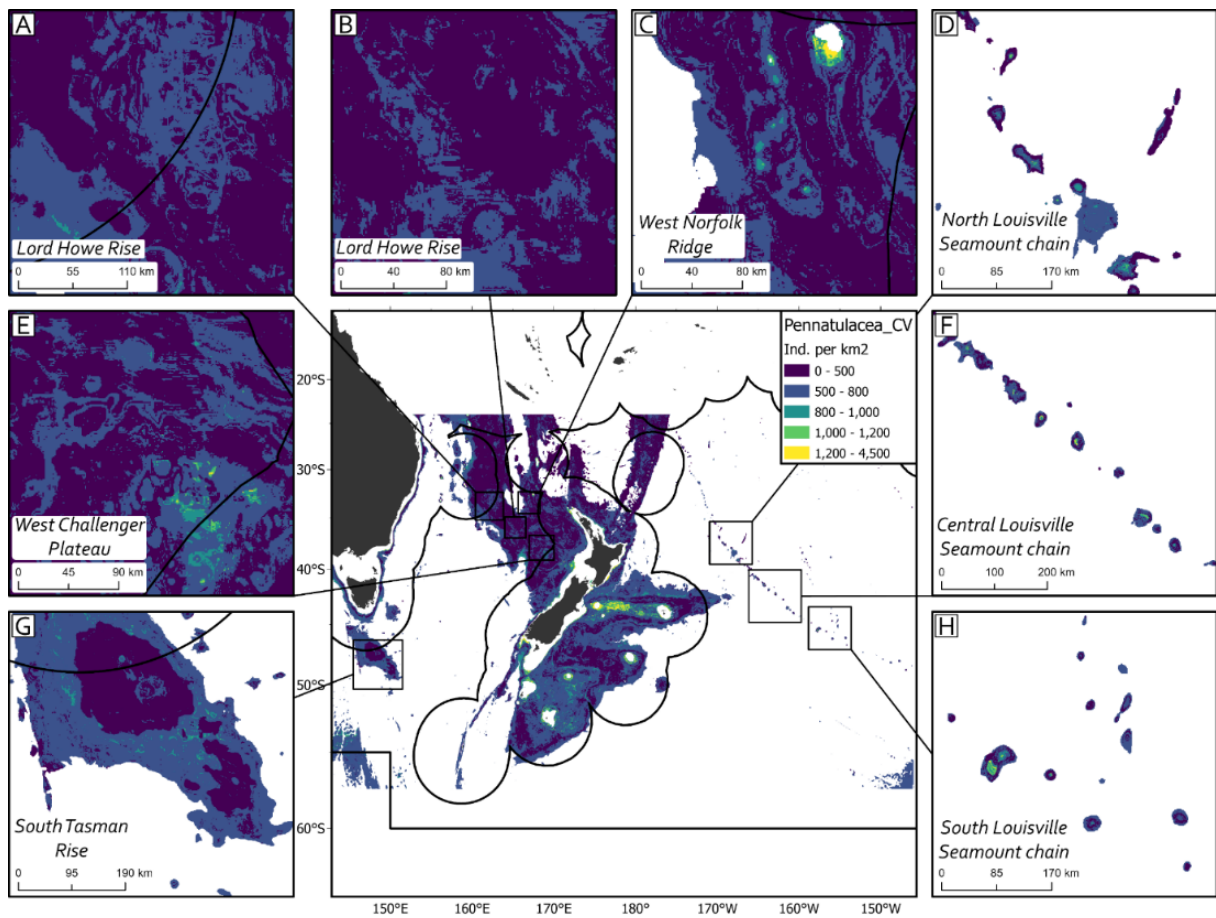 A
Lord Howe Rise
0 55 110 km
B
Lord Howe Rise
0 40 80 km
C
West Norfolk
Ridge
0 40 80 km
D
North Louisville
Seamount chain
0 85 170 km
E
West Challenger
Plateau
0 45 90 km
Pennatulacea_CV
Ind. per km2
0 - 500
500 - 800
800 - 1,000
1,000 - 1,200
1,200 - 4,500
20°S
30°S
40°S
50°S
60°S
150°E 160°E 170°E 180° 170°W 160°W 150°W
F
Central Louisville
Seamount chain
0 100 200 km
G
South Tasman
Rise
0 95 190 km
H
South Louisville
Seamount chain
0 85 170 km